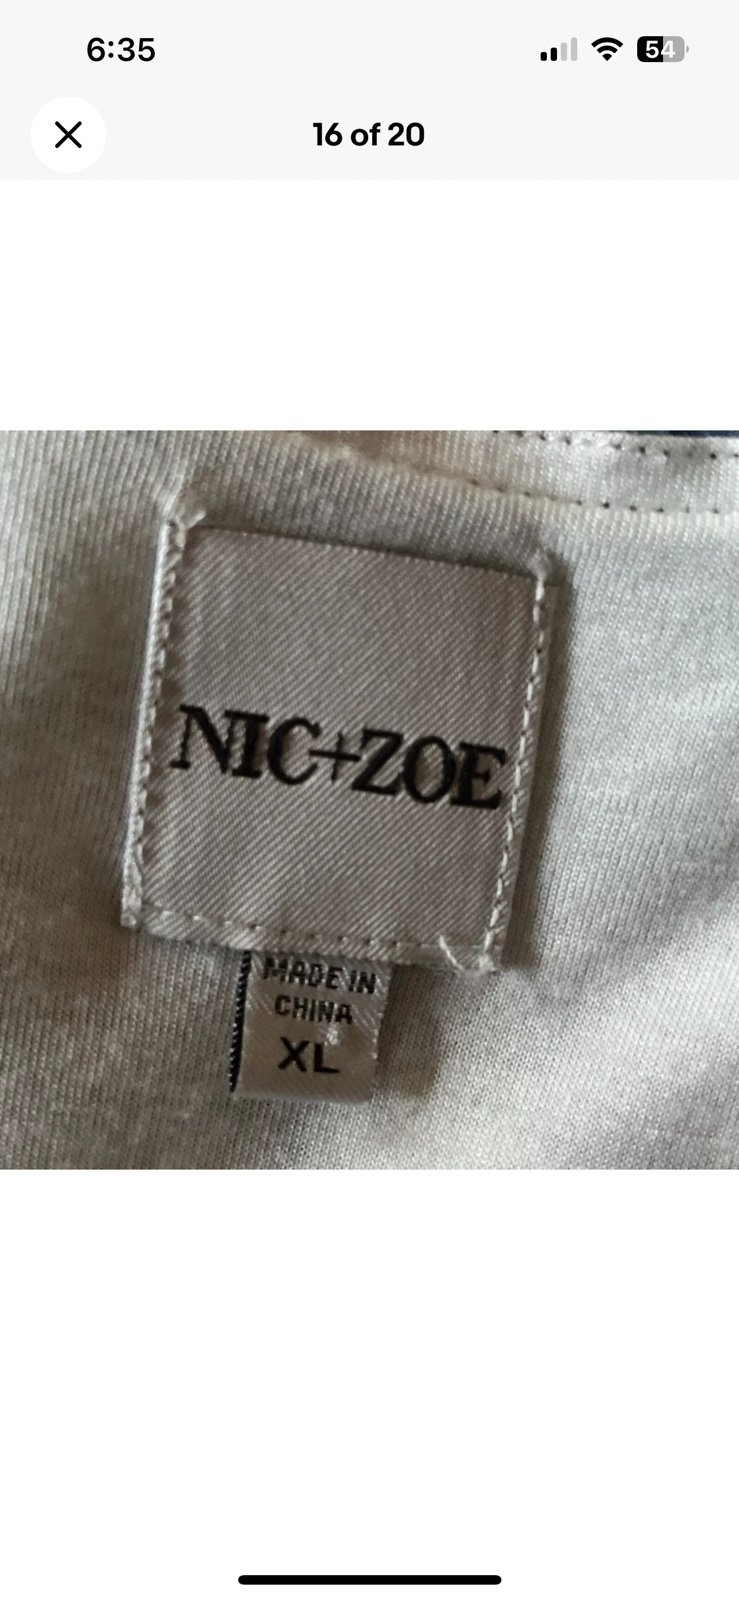 6:35
54
16 of 20
NIC+ZOE
MADE IN
CHINA
XL